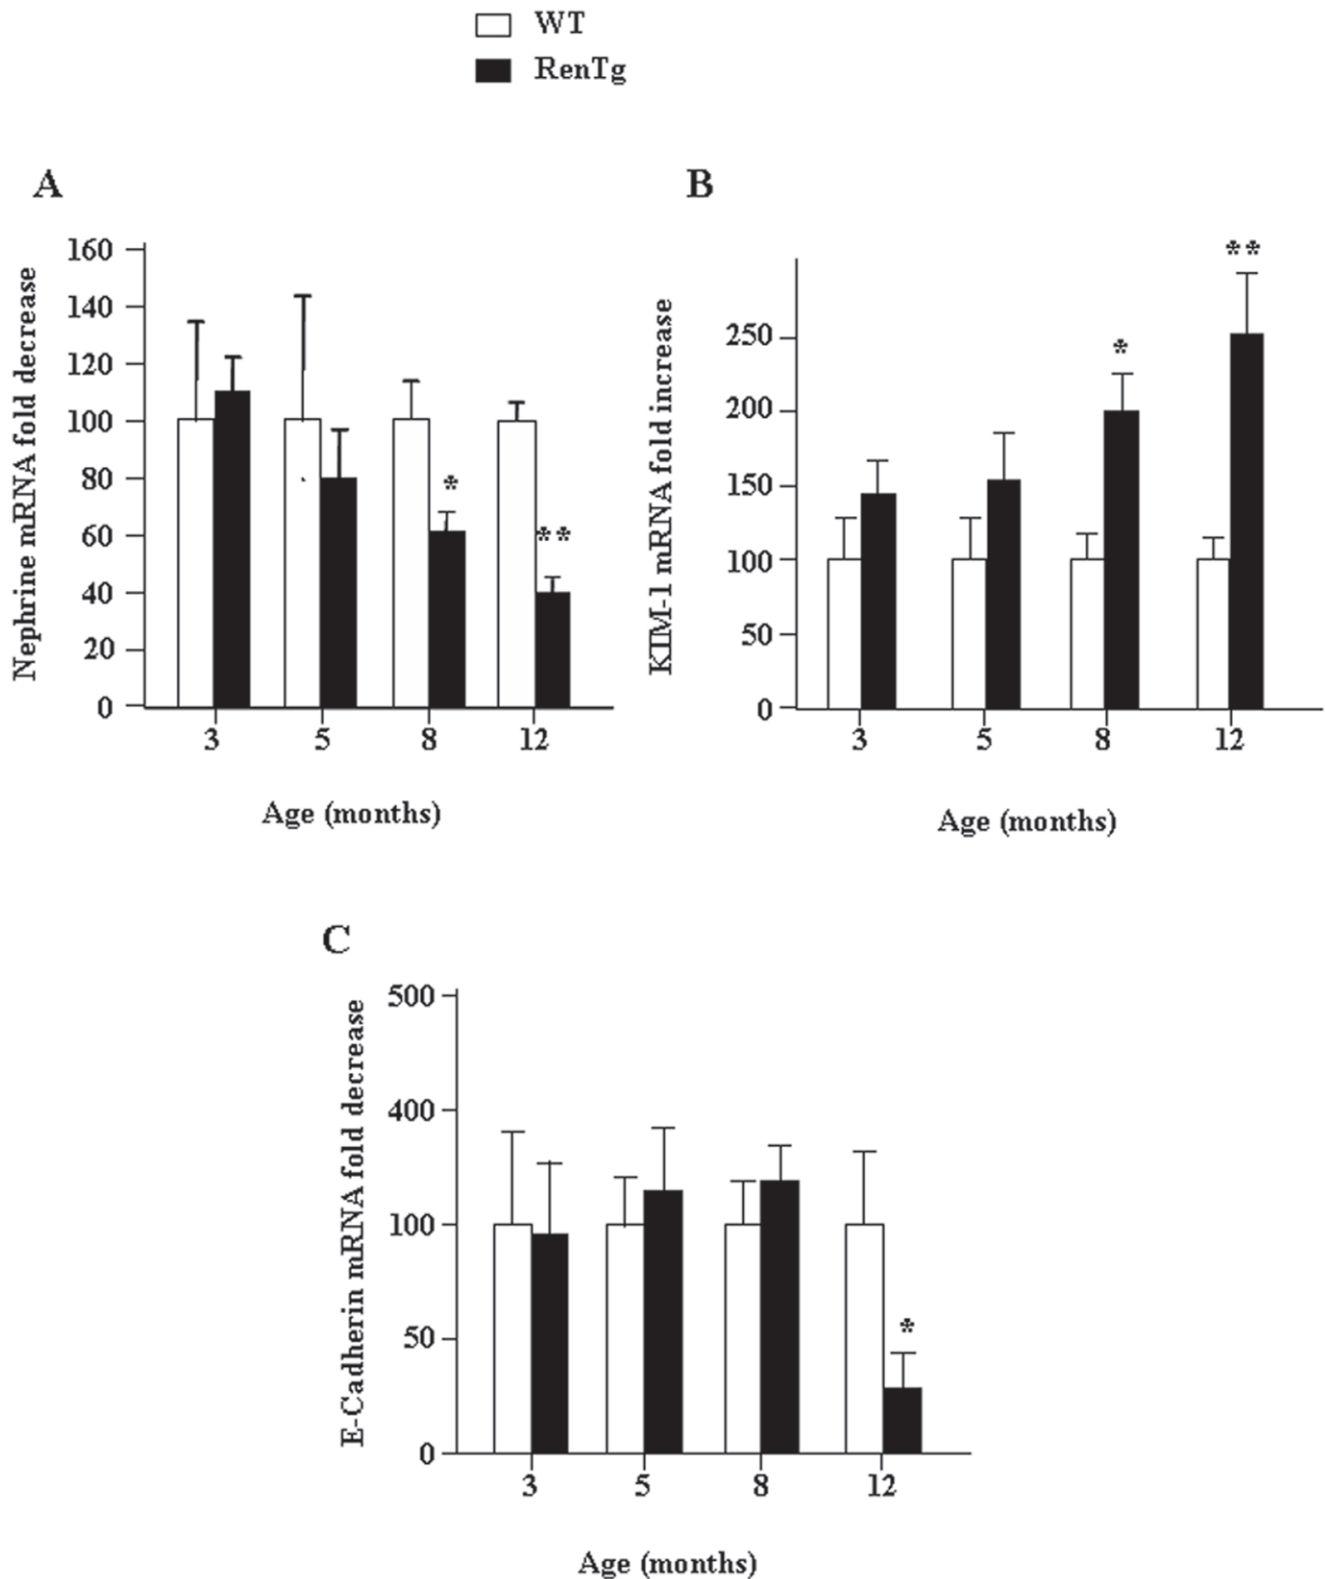 WT
RenTg
A
Nephrine mRNA fold decrease
160
140
120
100
80
60
40
20
0
*
**
3 5 8 12
Age (months)
B
KIM-1 mRNA fold increase
250
200
150
100
50
0
*
**
3 5 8 12
Age (months)
C
E-Cadherin mRNA fold decrease
500
400
100
50
0
*
3 5 8 12
Age (months)